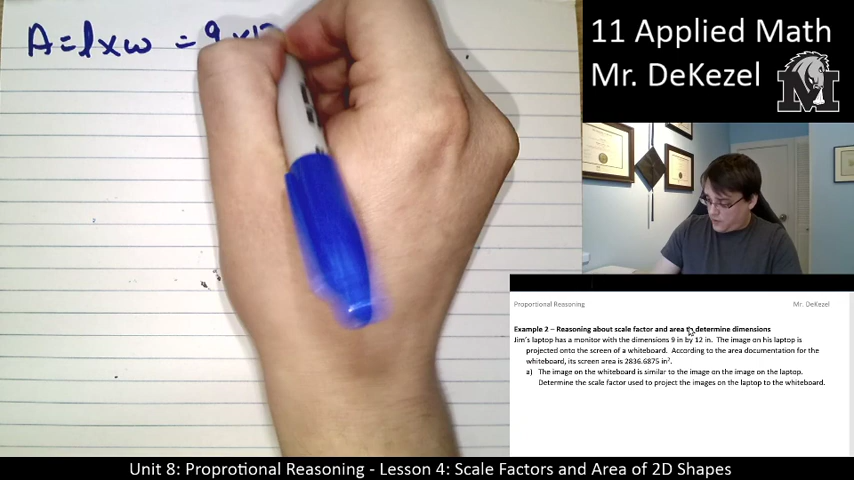 A = l x w = 9 x 12
11 Applied Math
Mr. DeKezel
M
Proportional Reasoning Mr. DeKezel
Example 2 – Reasoning about scale factor and area to determine dimensions
Jim's laptop has a monitor with the dimensions 9 in by 12 in. The image on his laptop is
projected onto the screen of a whiteboard. According to the area documentation for the
whiteboard, its screen area is 2836.6875 in².
a) The image on the whiteboard is similar to the image on the image on the laptop.
Determine the scale factor used to project the images on the laptop to the whiteboard.
Unit 8: Proprotional Reasoning - Lesson 4: Scale Factors and Area of 2D Shapes